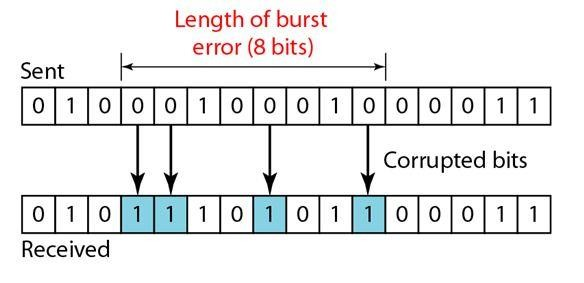 Length of burst
error (8 bits)
Sent
0 1 0 0 0 1 0 0 0 1 0 0 0 0 1 1
Corrupted bits
0 1 0 1 1 1 0 1 0 1 1 0 0 0 1 1
Received